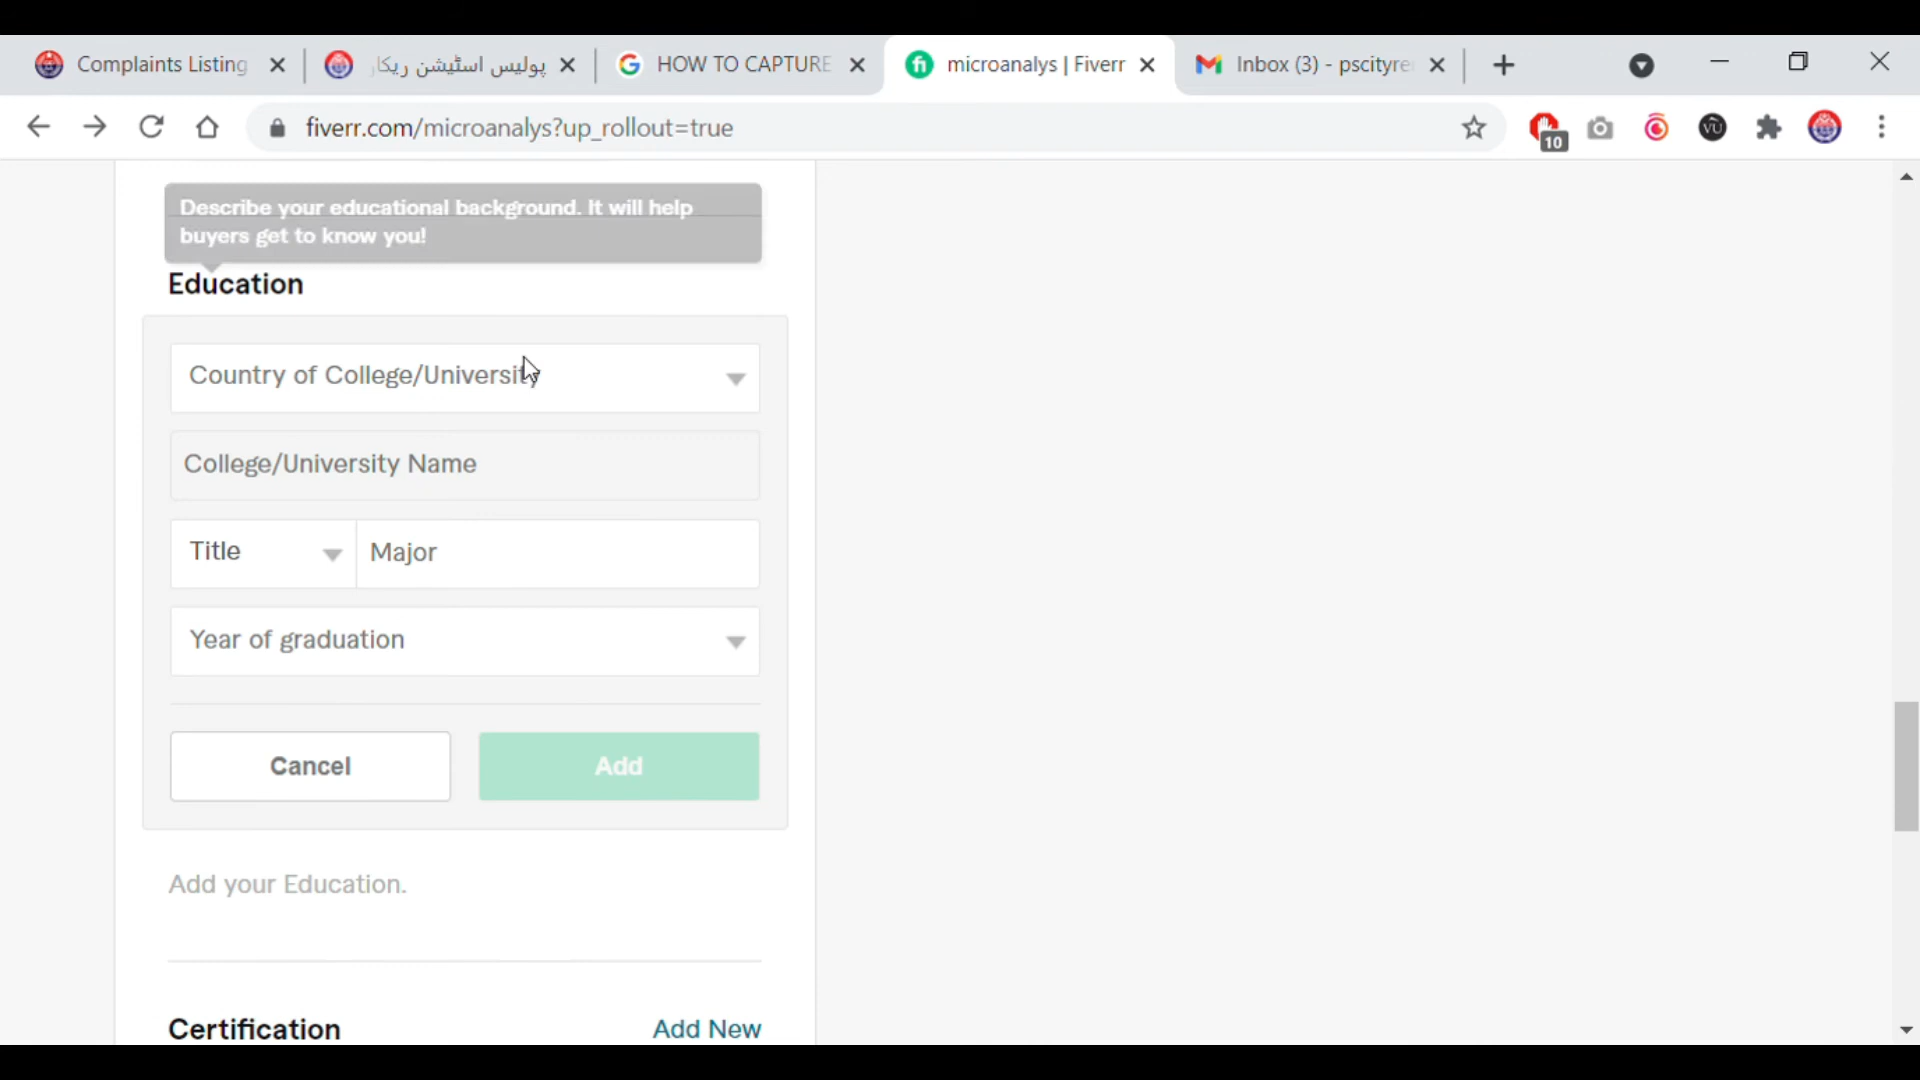 Complaints Listing
پولیس اسٹیشن ریکار
HOW TO CAPTURE
microanalys | Fiverr
Inbox (3) - pscityre
fiverr.com/microanalys?up_rollout=true
10
VU
Describe your educational background. It will help
buyers get to know you!
Education
Country of College/University
College/University Name
Title
Major
Year of graduation
Cancel
Add
Add your Education.
Certification
Add New